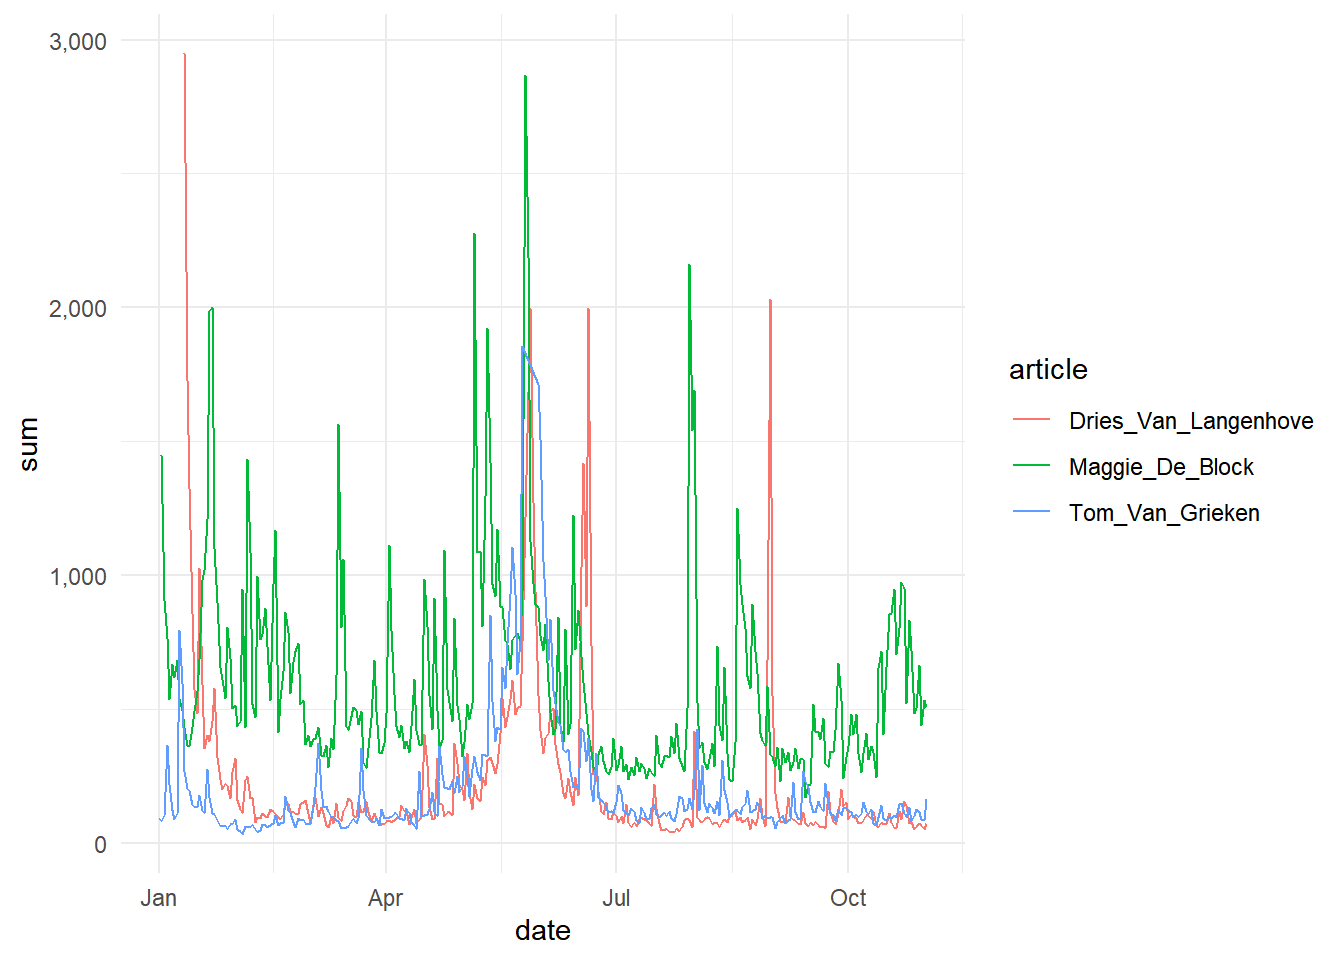 3,000
2,000
1,000
0
sum
Jan
Apr
Jul
Oct
date
article
Dries_Van_Langenhove
Maggie_De_Block
Tom_Van_Grieken